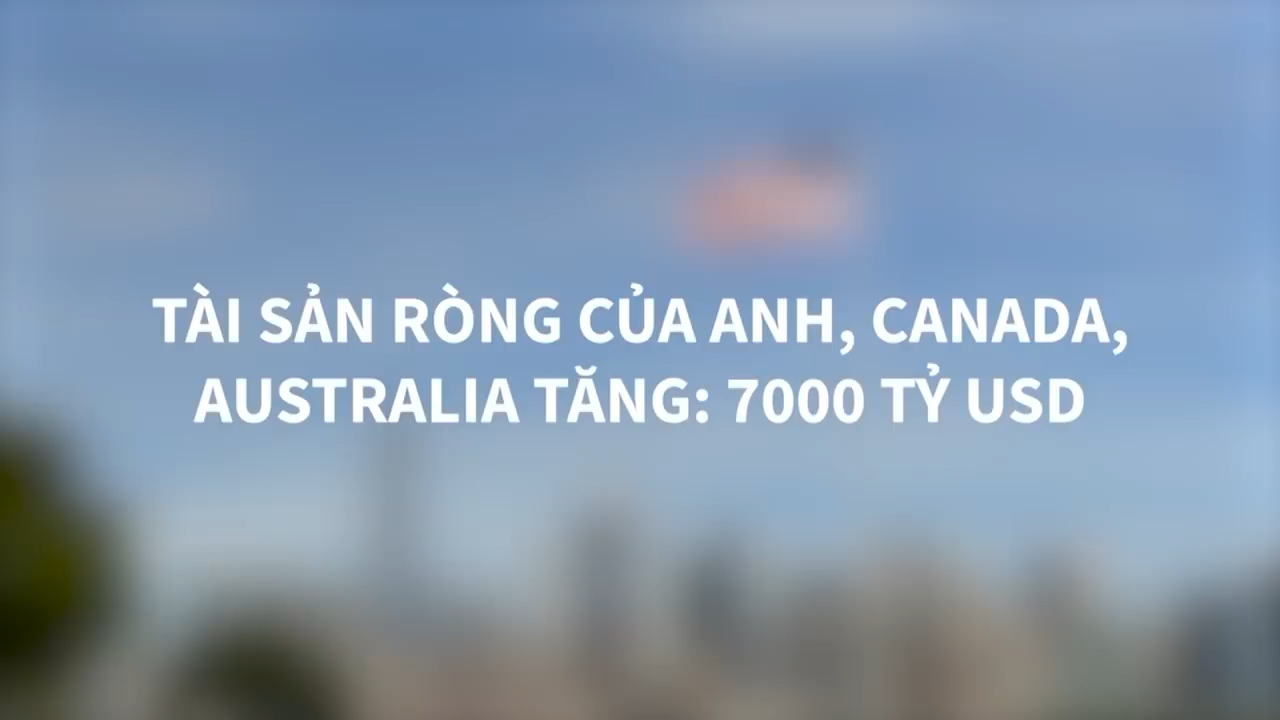 TÀI SẢN RÒNG CỦA ANH, CANADA,
AUSTRALIA TĂNG: 7000 TỶ USD